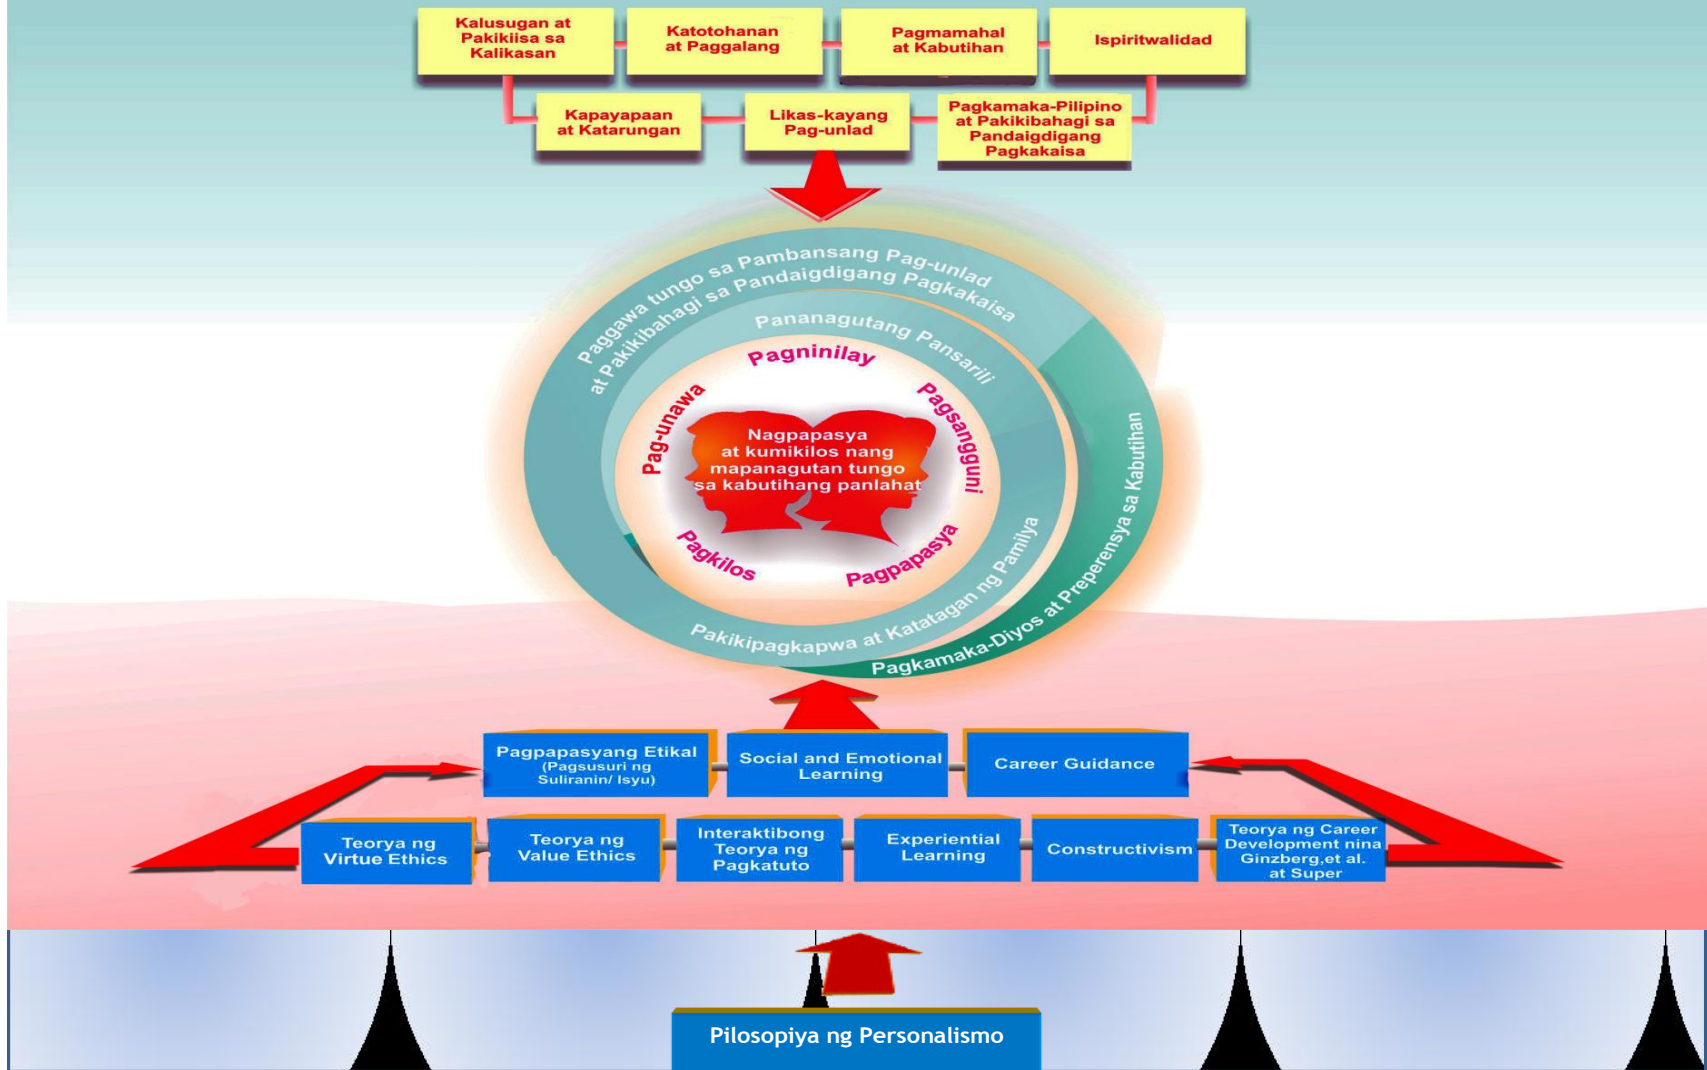 Kalusugan at
Pakikiisa sa
Kalikasan
Katotohanan
at Paggalang
Pagmamahal
at Kabutihan
Ispiritwalidad
Kapayapaan
at Katarungan
Likas-kayang
Pag-unlad
Pagkamaka-Pilipino
at Pakikibahagi sa
Pandaigdigang
Pagkakaisa
Paggawa tungo sa Pambansang Pag-unlad
at Pakikibahagi sa Pandaigdigang Pagkakaisa
Pananagutang Pansarili
Pagninilay
Pag-unawa
Pagsangguni
Nagpapasya
at kumikilos nang
mapanagutan tungo
sa kabutihang panlahat
Pagkilos
Pagpapasya
Pakikipagkapwa at Katatagan ng Pamilya
Pagkamaka-Diyos at Preperensya sa Kabutihan
Pagpapasyang Etikal
(Pagsusuri ng
Suliranin/ Isyu)
Social and Emotional
Learning
Career Guidance
Teorya ng
Virtue Ethics
Teorya ng
Value Ethics
Interaktibong
Teorya ng
Pagkatuto
Experiential
Learning
Constructivism
Teorya ng Career
Development nina
Ginzberg,et al.
at Super
Pilosopiya ng Personalismo